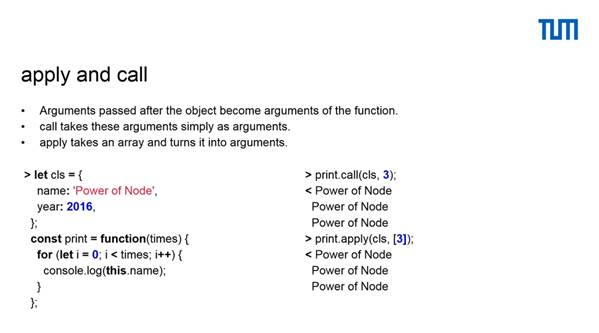 TUM
apply and call
• Arguments passed after the object become arguments of the function.
• call takes these arguments simply as arguments.
• apply takes an array and turns it into arguments.
> let cls = {
name: 'Power of Node',
year: 2016,
};
const print = function(times) {
for (let i = 0; i < times; i++) {
console.log(this.name);
}
};
> print.call(cls, 3);
< Power of Node
Power of Node
Power of Node
> print.apply(cls, [3]);
< Power of Node
Power of Node
Power of Node